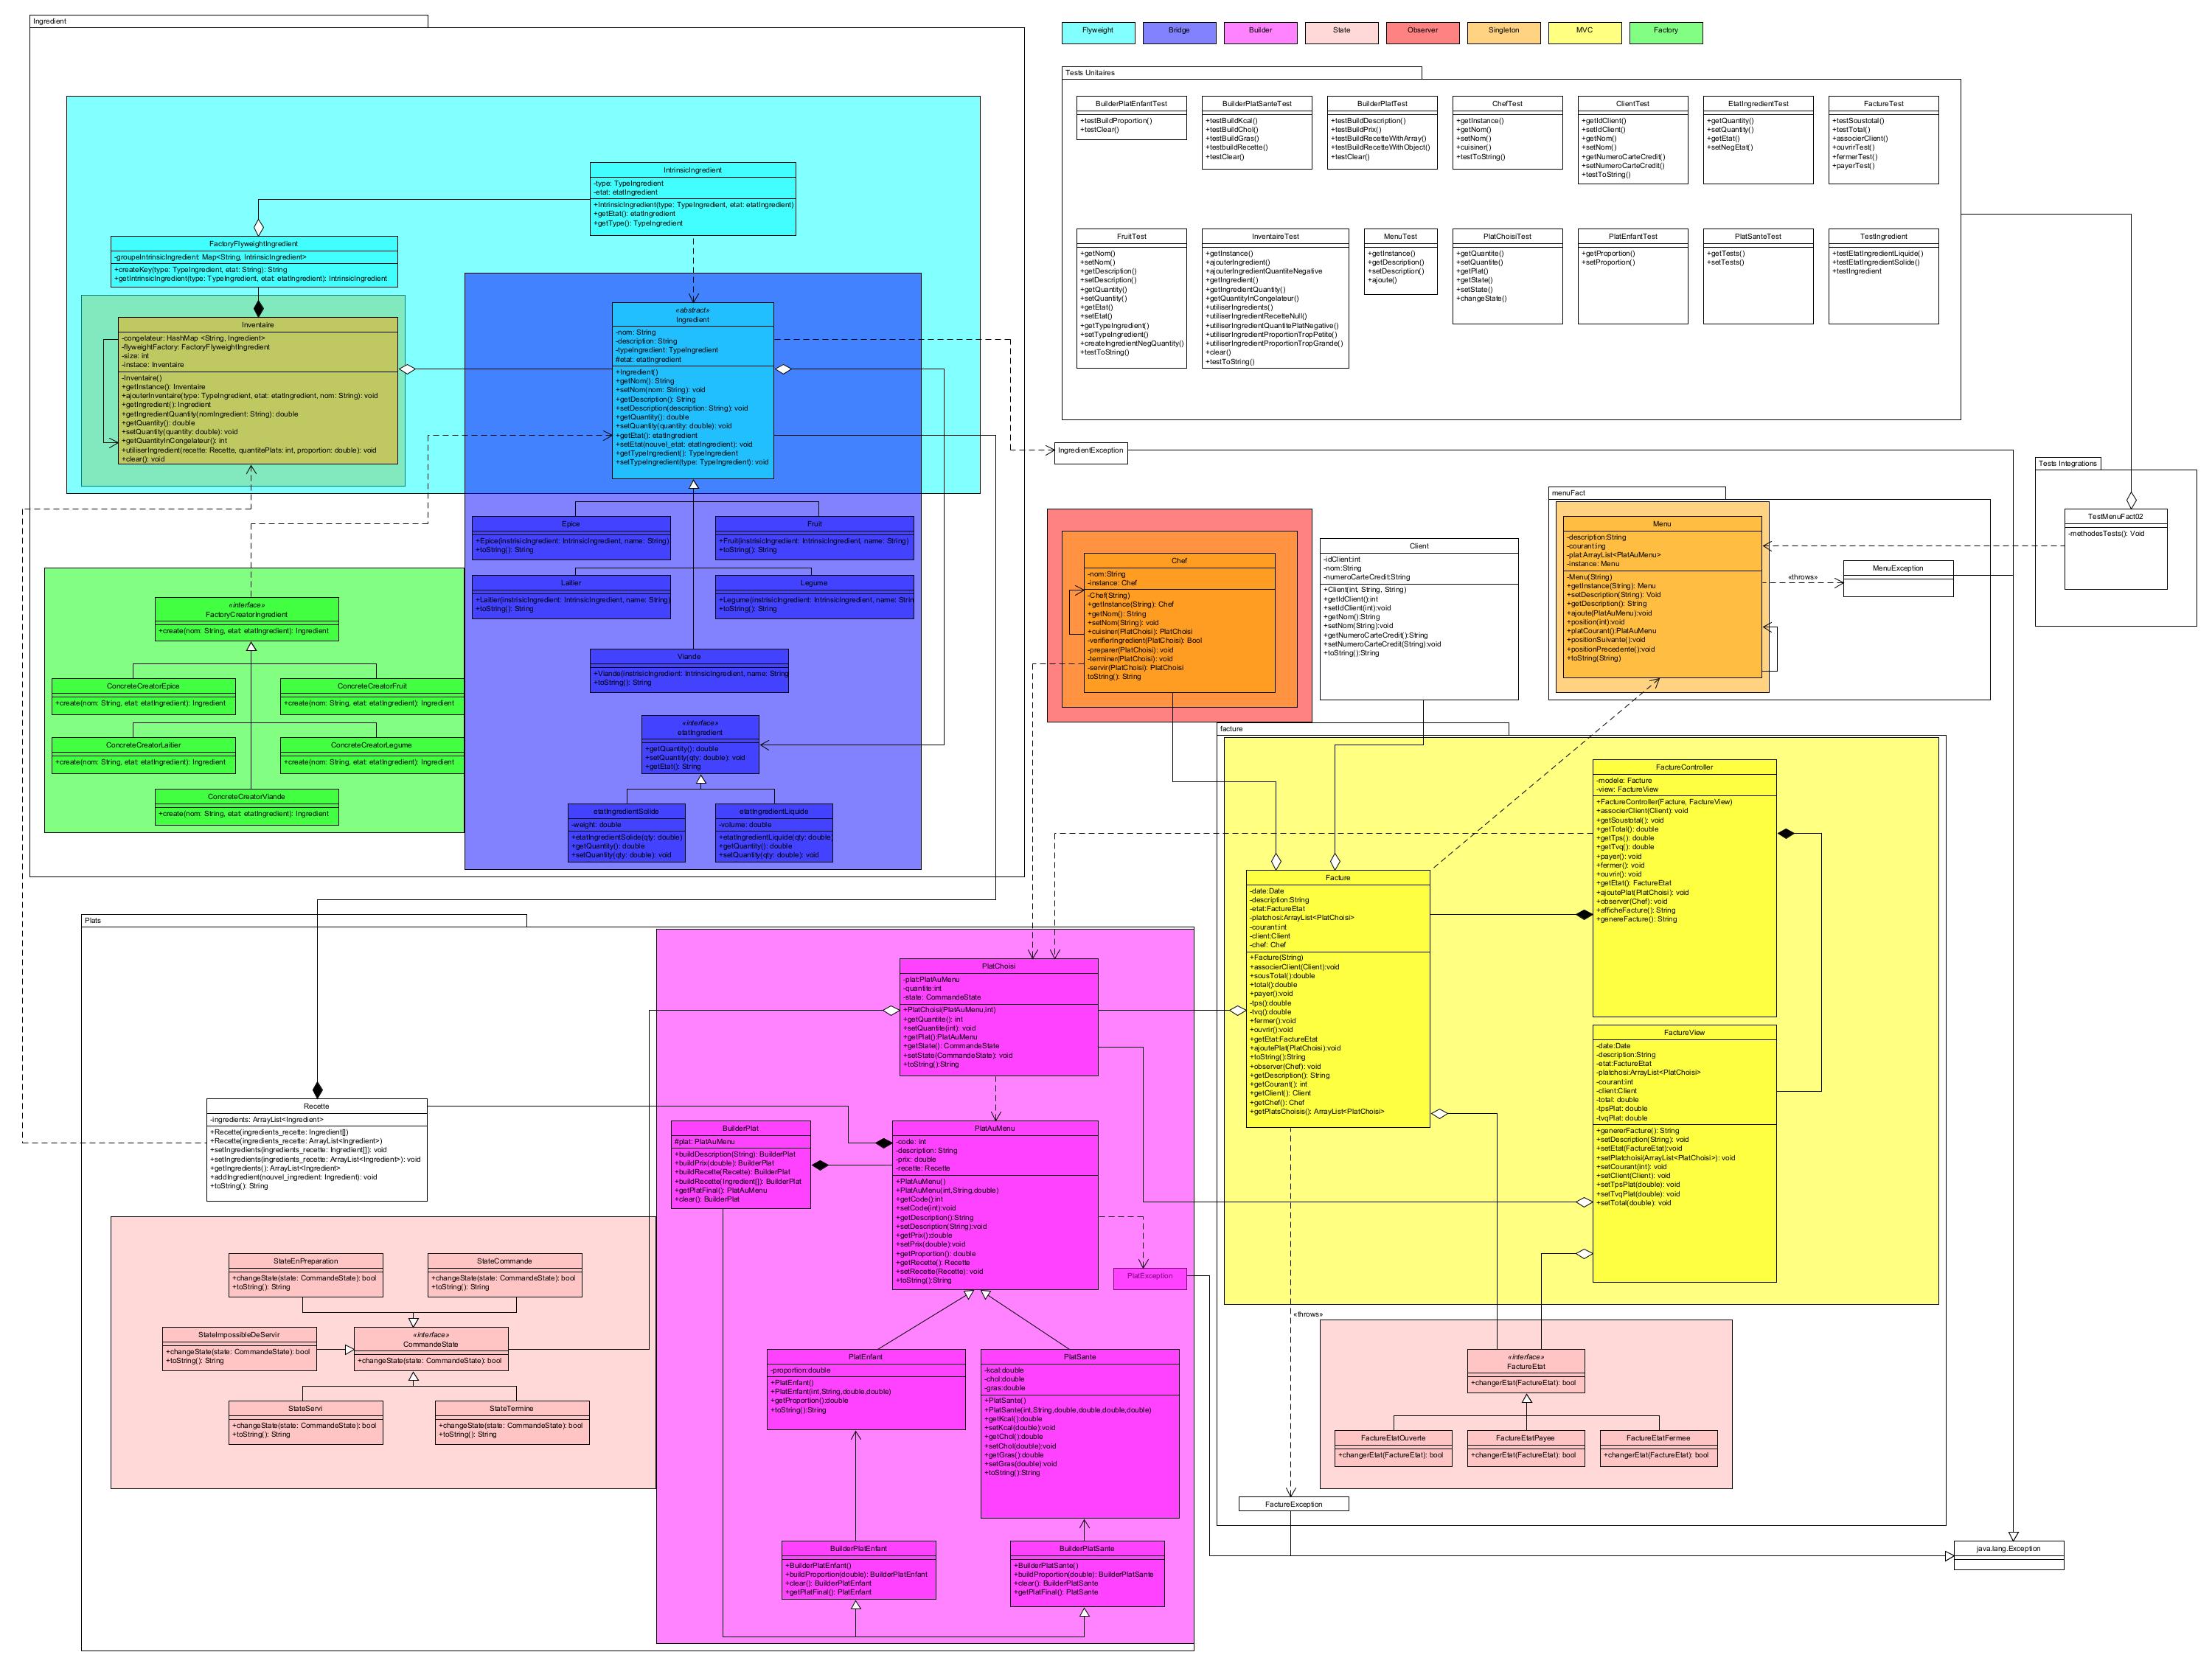 Ingredient
Flyweight
Bridge
Builder
State
Observer
Singleton
MVC
Factory
Tests Unitaires
BuilderPlatEnfantTest
+testBuildProportion()
+testClear()
BuilderPlatSanteTest
+testBuildKcal()
+testBuildChol()
+testBuildGras()
+testbuildRecette()
+testClear()
BuilderPlatTest
+testBuildDescription()
+testBuildPrix()
+testBuildRecetteWithArray()
+testBuildRecetteWithObject()
+testClear()
ChefTest
+getInstance()
+getNom()
+setNom()
+cuisiner()
+testToString()
ClientTest
+getIdClient()
+setIdClient()
+getNom()
+setNom()
+getNumeroCarteCredit()
+setNumeroCarteCredit()
+testToString()
EtatIngredientTest
+getQuantity()
+setQuantity()
+getEtat()
+setNegEtat()
FactureTest
+testSoustotal()
+testTotal()
+associerClient()
+ouvrirTest()
+fermerTest()
+payerTest()
FruitTest
+getNom()
+setNom()
+getDescription()
+setDescription()
+getQuantity()
+setQuantity()
+getEtat()
+setEtat()
+getTypeIngredient()
+setTypeIngredient()
+createIngredientNegQuantity()
+testToString()
InventaireTest
+getInstance()
+ajouterIngredient()
+ajouterIngredientQuantiteNegative
+getIngredient()
+getIngredientQuantity()
+getQuantityInCongelateur()
+utiliserIngredients()
+utiliserIngredientRecetteNull()
+utiliserIngredientQuantitePlatNegative()
+utiliserIngredientProportionTropPetite()
+utiliserIngredientProportionTropGrande()
+clear()
+testToString()
MenuTest
+getInstance()
+getDescription()
+setDescription()
+ajoute()
PlatChoisiTest
+getQuantite()
+setQuantite()
+getPlat()
+getState()
+setState()
+changeState()
PlatEnfantTest
+getProportion()
+setProportion()
PlatSanteTest
+getTests()
+setTests()
TestIngredient
+testEtatIngredientLiquide()
+testEtatIngredientSolide()
+testIngredient
IntrinsicIngredient
-type: TypeIngredient
-etat: etatIngredient
+IntrinsicIngredient(type: TypeIngredient, etat: etatIngredient)
+getEtat(): etatIngredient
+getType(): TypeIngredient
FactoryFlyweightIngredient
-groupeIntrinsicIngredient: Map<String, IntrinsicIngredient>
+createKey(type: TypeIngredient, etat: String): String
+getIntrinsicIngredient(type: TypeIngredient, etat: etatIngredient): IntrinsicIngredient
Inventaire
-congelateur: HashMap <String, Ingredient>
-flyweightFactory: FactoryFlyweightIngredient
-size: int
-instace: Inventaire
-Inventaire()
+getInstance(): Inventaire
+ajouterInventaire(type: TypeIngredient, etat: etatIngredient, nom: String): void
+getIngredient(): Ingredient
+getIngredientQuantity(nomIngredient: String): double
+getQuantity(): double
+setQuantity(quantity: double): void
+getQuantityInCongelateur(): int
+utiliserIngredient(recette: Recette, quantitePlats: int, proportion: double): void
+clear(): void
«abstract»
Ingredient
-nom: String
-description: String
-typeingredient: TypeIngredient
#etat: etatIngredient
+Ingredient()
+getNom(): String
+setNom(nom: String): void
+getDescription(): String
+setDescription(description: String): void
+getQuantity(): double
+setQuantity(quantity: double): void
+getEtat(): etatIngredient
+setEtat(nouvel_etat: etatIngredient): void
+getTypeIngredient(): TypeIngredient
+setTypeIngredient(type: TypeIngredient): void
Epice
+Epice(instrisicIngredient: IntrinsicIngredient, name: String)
+toString(): String
Fruit
+Fruit(instrisicIngredient: IntrinsicIngredient, name: String)
+toString(): String
Laitier
+Laitier(instrisicIngredient: IntrinsicIngredient, name: String)
+toString(): String
Legume
+Legume(instrisicIngredient: IntrinsicIngredient, name: Strin
+toString(): String
Viande
+Viande(instrisicIngredient: IntrinsicIngredient, name: String
+toString(): String
«interface»
etatIngredient
+getQuantity(): double
+setQuantity(qty: double): void
+getEtat(): String
etatIngredientSolide
-weight: double
+etatIngredientSolide(qty: double)
+getQuantity(): double
+setQuantity(qty: double): void
etatIngredientLiquide
-volume: double
+etatIngredientLiquide(qty: double
+getQuantity(): double
+setQuantity(qty: double): void
«interface»
FactoryCreatorIngredient
+create(nom: String, etat: etatIngredient): Ingredient
ConcreteCreatorEpice
+create(nom: String, etat: etatIngredient): Ingredient
ConcreteCreatorFruit
+create(nom: String, etat: etatIngredient): Ingredient
ConcreteCreatorLaitier
+create(nom: String, etat: etatIngredient): Ingredient
ConcreteCreatorLegume
+create(nom: String, etat: etatIngredient): Ingredient
ConcreteCreatorViande
+create(nom: String, etat: etatIngredient): Ingredient
IngredientException
Tests Integrations
TestMenuFact02
-methodesTests(): Void
menuFact
Menu
-description:String
-courant:ing
-plat:ArrayList<PlatAuMenu>
-instance: Menu
-Menu(String)
+getInstance(String): Menu
+setDescription(String): Void
+getDescription(): String
+ajoute(PlatAuMenu):void
+position(int):void
+platCourant():PlatAuMenu
+positionSuivante():void
+positionPrecedente():void
+toString(String)
«throws»
MenuException
Chef
-nom:String
-instance: Chef
-Chef(String)
+getInstance(String): Chef
+getNom(): String
+setNom(String): void
+cuisiner(PlatChoisi): PlatChoisi
-verifierIngredient(PlatChoisi): Bool
-preparer(PlatChoisi): void
-terminer(PlatChoisi): void
-servir(PlatChoisi): PlatChoisi
toString(): String
Client
-idClient:int
-nom:String
-numeroCarteCredit:String
+Client(int, String, String)
+getIdClient():int
+setIdClient(int):void
+getNom():String
+setNom(String):void
+getNumeroCarteCredit():String
+setNumeroCarteCredit(String):void
+toString():String
facture
FactureController
-modele: Facture
-view: FactureView
+FactureController(Facture, FactureView)
+associerClient(Client): void
+getSoustotal(): void
+getTotal(): double
+getTps(): double
+getTvq(): double
+payer(): void
+fermer(): void
+ouvrir(): void
+getEtat(): FactureEtat
+ajoutePlat(PlatChoisi): void
+observer(Chef): void
+afficheFacture(): String
+genereFacture(): String
Facture
-date:Date
-description:String
-etat:FactureEtat
-platchosi:ArrayList<PlatChoisi>
-courant:int
-client:Client
-chef: Chef
+Facture(String)
+associerClient(Client):void
+sousTotal():double
+total():double
+payer():void
-tps():double
-tvq():double
+fermer():void
+ouvrir():void
+getEtat:FactureEtat
+ajoutePlat(PlatChoisi):void
+toString():String
+observer(Chef): void
+getDescription(): String
+getCourant(): int
+getClient(): Client
+getChef(): Chef
+getPlatsChoisis(): ArrayList<PlatChoisi>
FactureView
-date:Date
-description:String
-etat:FactureEtat
-platchosi:ArrayList<PlatChoisi>
-courant:int
-client:Client
-total: double
-tpsPlat: double
-tvqPlat: double
+genererFacture(): String
+setDescription(String): void
+setEtat(FactureEtat):void
+setPlatchoisi(ArrayList<PlatChoisi>): void
+setCourant(int): void
+setClient(Client): void
+setTpsPlat(double): void
+setTvqPlat(double): void
+setTotal(double): void
«throws»
«interface»
FactureEtat
+changerEtat(FactureEtat): bool
FactureEtatOuverte
+changerEtat(FactureEtat): bool
FactureEtatPayee
+changerEtat(FactureEtat): bool
FactureEtatFermee
+changerEtat(FactureEtat): bool
FactureException
java.lang.Exception
Plats
PlatChoisi
-plat:PlatAuMenu
-quantite:int
-state: CommandeState
+PlatChoisi(PlatAuMenu,int)
+getQuantite(): int
+setQuantite(int): void
+getPlat():PlatAuMenu
+getState(): CommandeState
+setState(CommandeState): void
+toString():String
Recette
-ingredients: ArrayList<Ingredient>
+Recette(ingredients_recette: Ingredient[])
+Recette(ingredients_recette: ArrayList<Ingredient>)
+setIngredients(ingredients_recette: Ingredient[]): void
+setIngredients(ingredients_recette: ArrayList<Ingredient>): void
+getIngredients(): ArrayList<Ingredient>
+addIngredient(nouvel_ingredient: Ingredient): void
+toString(): String
BuilderPlat
#plat: PlatAuMenu
+buildDescription(String): BuilderPlat
+buildPrix(double): BuilderPlat
+buildRecette(Recette): BuilderPlat
+buildRecette(Ingredient[]): BuilderPlat
+getPlatFinal(): PlatAuMenu
+clear(): BuilderPlat
PlatAuMenu
-code: int
-description: String
-prix: double
-recette: Recette
+PlatAuMenu()
+PlatAuMenu(int,String,double)
+getCode():int
+setCode(int):void
+getDescription():String
+setDescription(String):void
+getPrix():double
+setPrix(double):void
+getProportion(): double
+getRecette(): Recette
+setRecette(Recette): void
+toString():String
PlatException
StateEnPreparation
+changeState(state: CommandeState): bool
+toString(): String
StateCommande
+changeState(state: CommandeState): bool
+toString(): String
StateImpossibleDeServir
+changeState(state: CommandeState): bool
+toString(): String
«interface»
CommandeState
+changeState(state: CommandeState): bool
StateServi
+changeState(state: CommandeState): bool
+toString(): String
StateTermine
+changeState(state: CommandeState): bool
+toString(): String
PlatEnfant
-proportion:double
+PlatEnfant()
+PlatEnfant(int,String,double,double)
+getProportion():double
+toString():String
PlatSante
-kcal:double
-chol:double
-gras:double
+PlatSante()
+PlatSante(int,String,double,double,double,double)
+getKcal():double
+setKcal(double):void
+getChol():double
+setChol(double):void
+getGras():double
+setGras(double):void
+toString():String
BuilderPlatEnfant
+BuilderPlatEnfant()
+buildProportion(double): BuilderPlatEnfant
+clear(): BuilderPlatEnfant
+getPlatFinal(): PlatEnfant
BuilderPlatSante
+BuilderPlatSante()
+buildProportion(double): BuilderPlatSante
+clear(): BuilderPlatSante
+getPlatFinal(): PlatSante